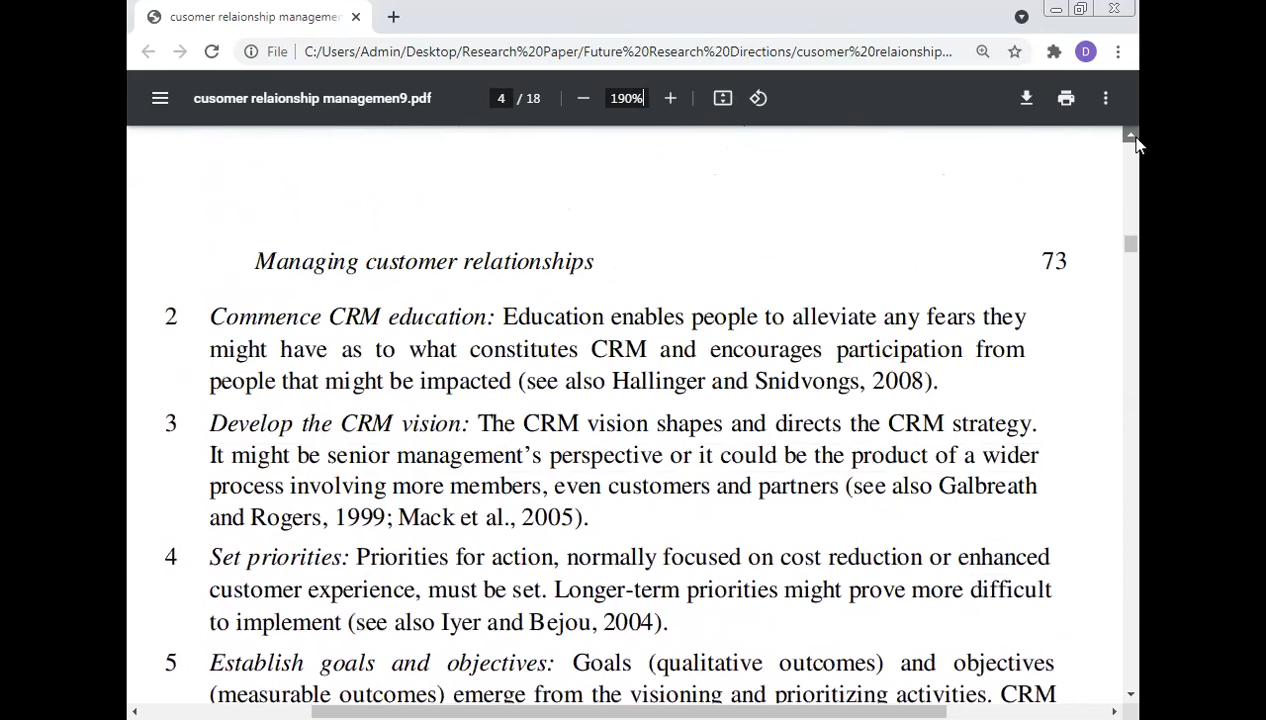 cusomer relaionship managemen
File C:/Users/Admin/Desktop/Research%20Paper/Future%20Research%20Directions/cusomer%20relaionship...
D
cusomer relaionship managemen9.pdf 4 / 18 190%
Managing customer relationships 73
2 Commence CRM education: Education enables people to alleviate any fears they
might have as to what constitutes CRM and encourages participation from
people that might be impacted (see also Hallinger and Snidvongs, 2008).
3 Develop the CRM vision: The CRM vision shapes and directs the CRM strategy.
It might be senior management’s perspective or it could be the product of a wider
process involving more members, even customers and partners (see also Galbreath
and Rogers, 1999; Mack et al., 2005).
4 Set priorities: Priorities for action, normally focused on cost reduction or enhanced
customer experience, must be set. Longer-term priorities might prove more difficult
to implement (see also Iyer and Bejou, 2004).
5 Establish goals and objectives: Goals (qualitative outcomes) and objectives
(measurable outcomes) emerge from the visioning and prioritizing activities. CRM